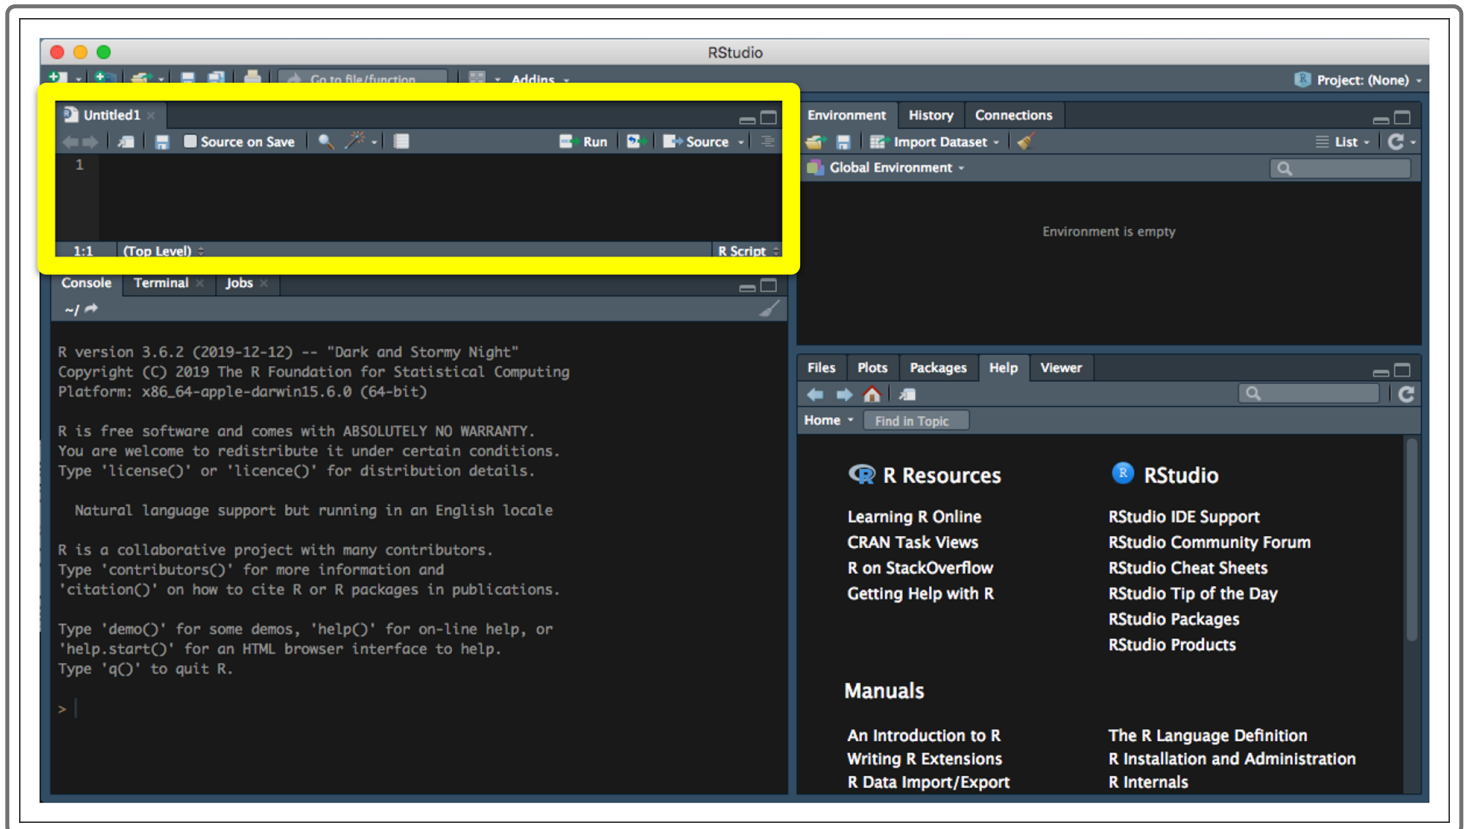 RStudio
Go to file/function
Addins
Project: (None)
Untitled1
Source on Save
Run
Source
1
1:1
(Top Level)
R Script
Console
Terminal
Jobs
~/
R version 3.6.2 (2019-12-12) -- "Dark and Stormy Night"
Copyright (C) 2019 The R Foundation for Statistical Computing
Platform: x86_64-apple-darwin15.6.0 (64-bit)
R is free software and comes with ABSOLUTELY NO WARRANTY.
You are welcome to redistribute it under certain conditions.
Type 'license()' or 'licence()' for distribution details.
Natural language support but running in an English locale
R is a collaborative project with many contributors.
Type 'contributors()' for more information and
'citation()' on how to cite R or R packages in publications.
Type 'demo()' for some demos, 'help()' for on-line help, or
'help.start()' for an HTML browser interface to help.
Type 'q()' to quit R.
>
Environment
History
Connections
Import Dataset
List
Global Environment
Environment is empty
Files
Plots
Packages
Help
Viewer
Home
Find in Topic
R Resources
Learning R Online
CRAN Task Views
R on StackOverflow
Getting Help with R
RStudio
RStudio IDE Support
RStudio Community Forum
RStudio Cheat Sheets
RStudio Tip of the Day
RStudio Packages
RStudio Products
Manuals
An Introduction to R
Writing R Extensions
R Data Import/Export
The R Language Definition
R Installation and Administration
R Internals